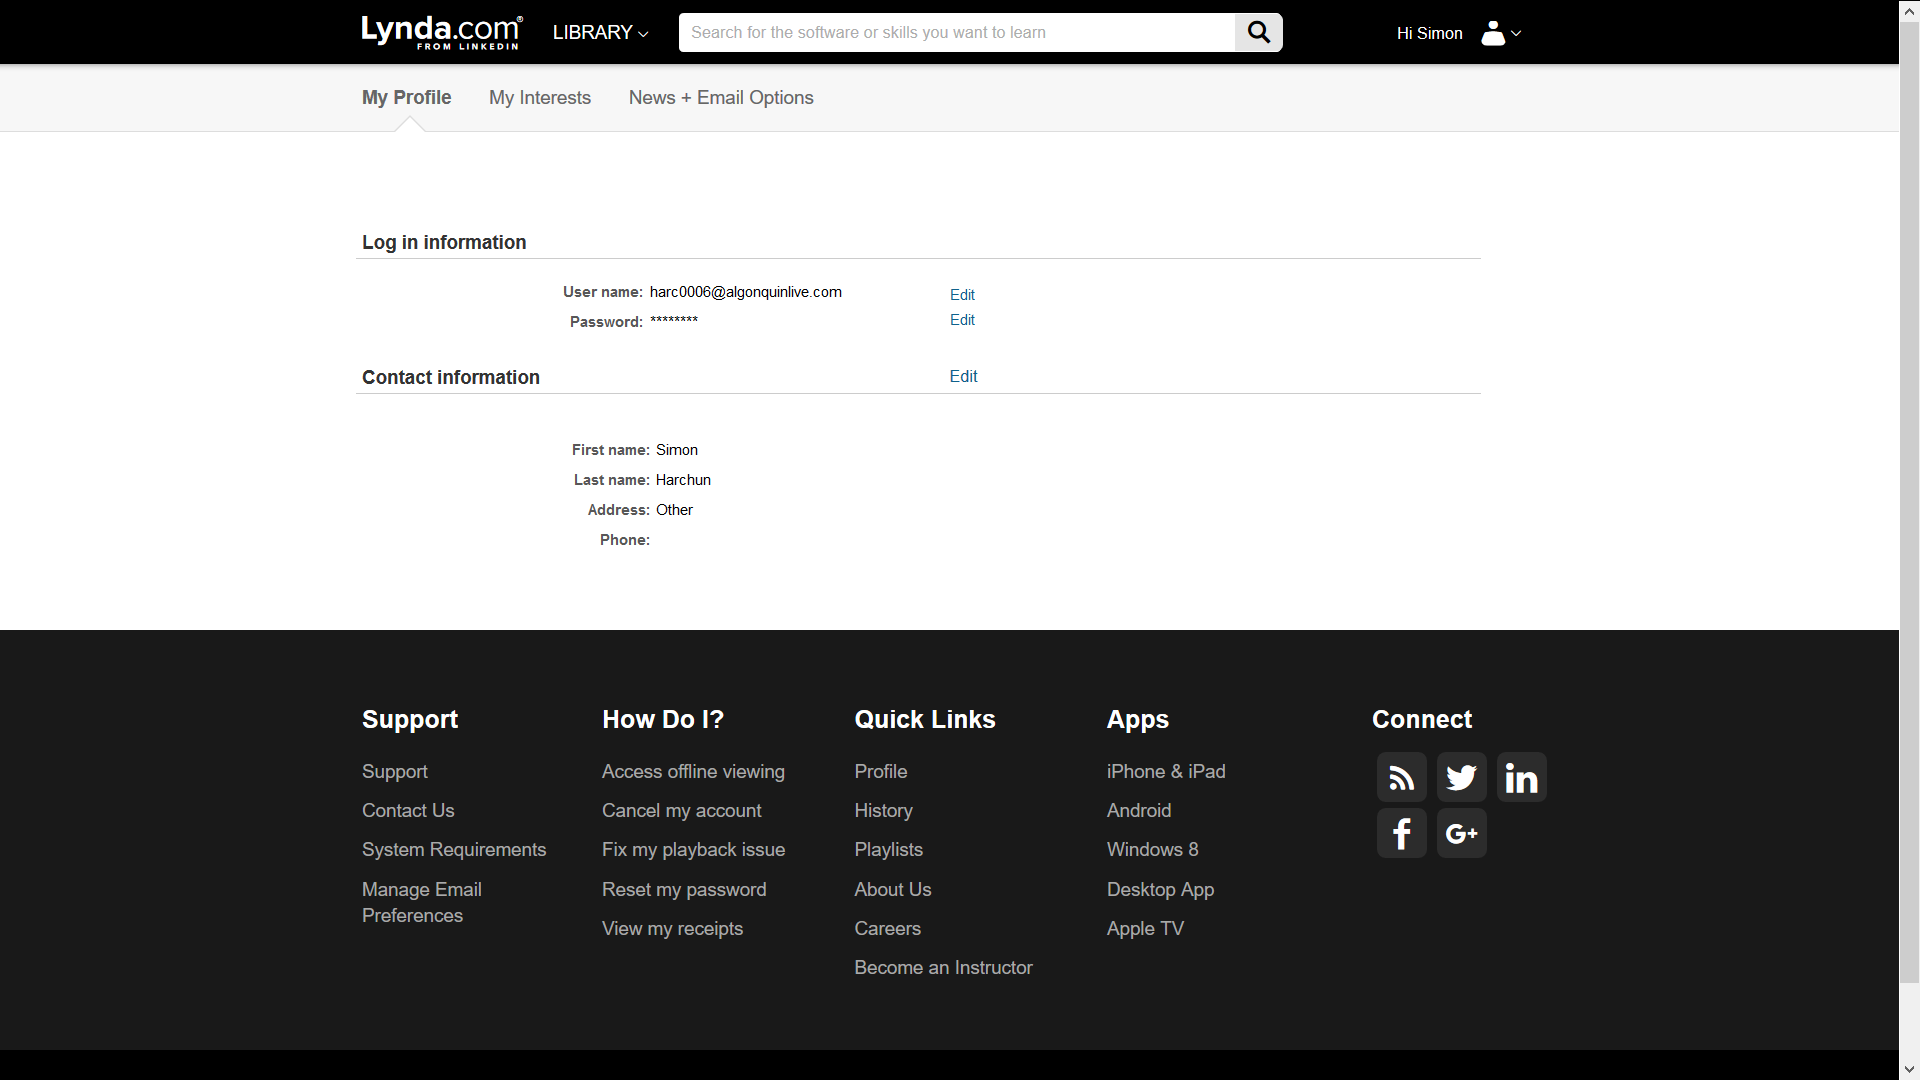 Lynda.com®
FROM LINKEDIN
LIBRARY
Search for the software or skills you want to learn
Hi Simon
My Profile
My Interests
News + Email Options
Log in information
User name: harc0006@algonquinlive.com Edit
Password: ******** Edit
Contact information Edit
First name: Simon
Last name: Harchun
Address: Other
Phone:
Support
Support
Contact Us
System Requirements
Manage Email
Preferences
How Do I?
Access offline viewing
Cancel my account
Fix my playback issue
Reset my password
View my receipts
Quick Links
Profile
History
Playlists
About Us
Careers
Become an Instructor
Apps
iPhone & iPad
Android
Windows 8
Desktop App
Apple TV
Connect
in
f
G+